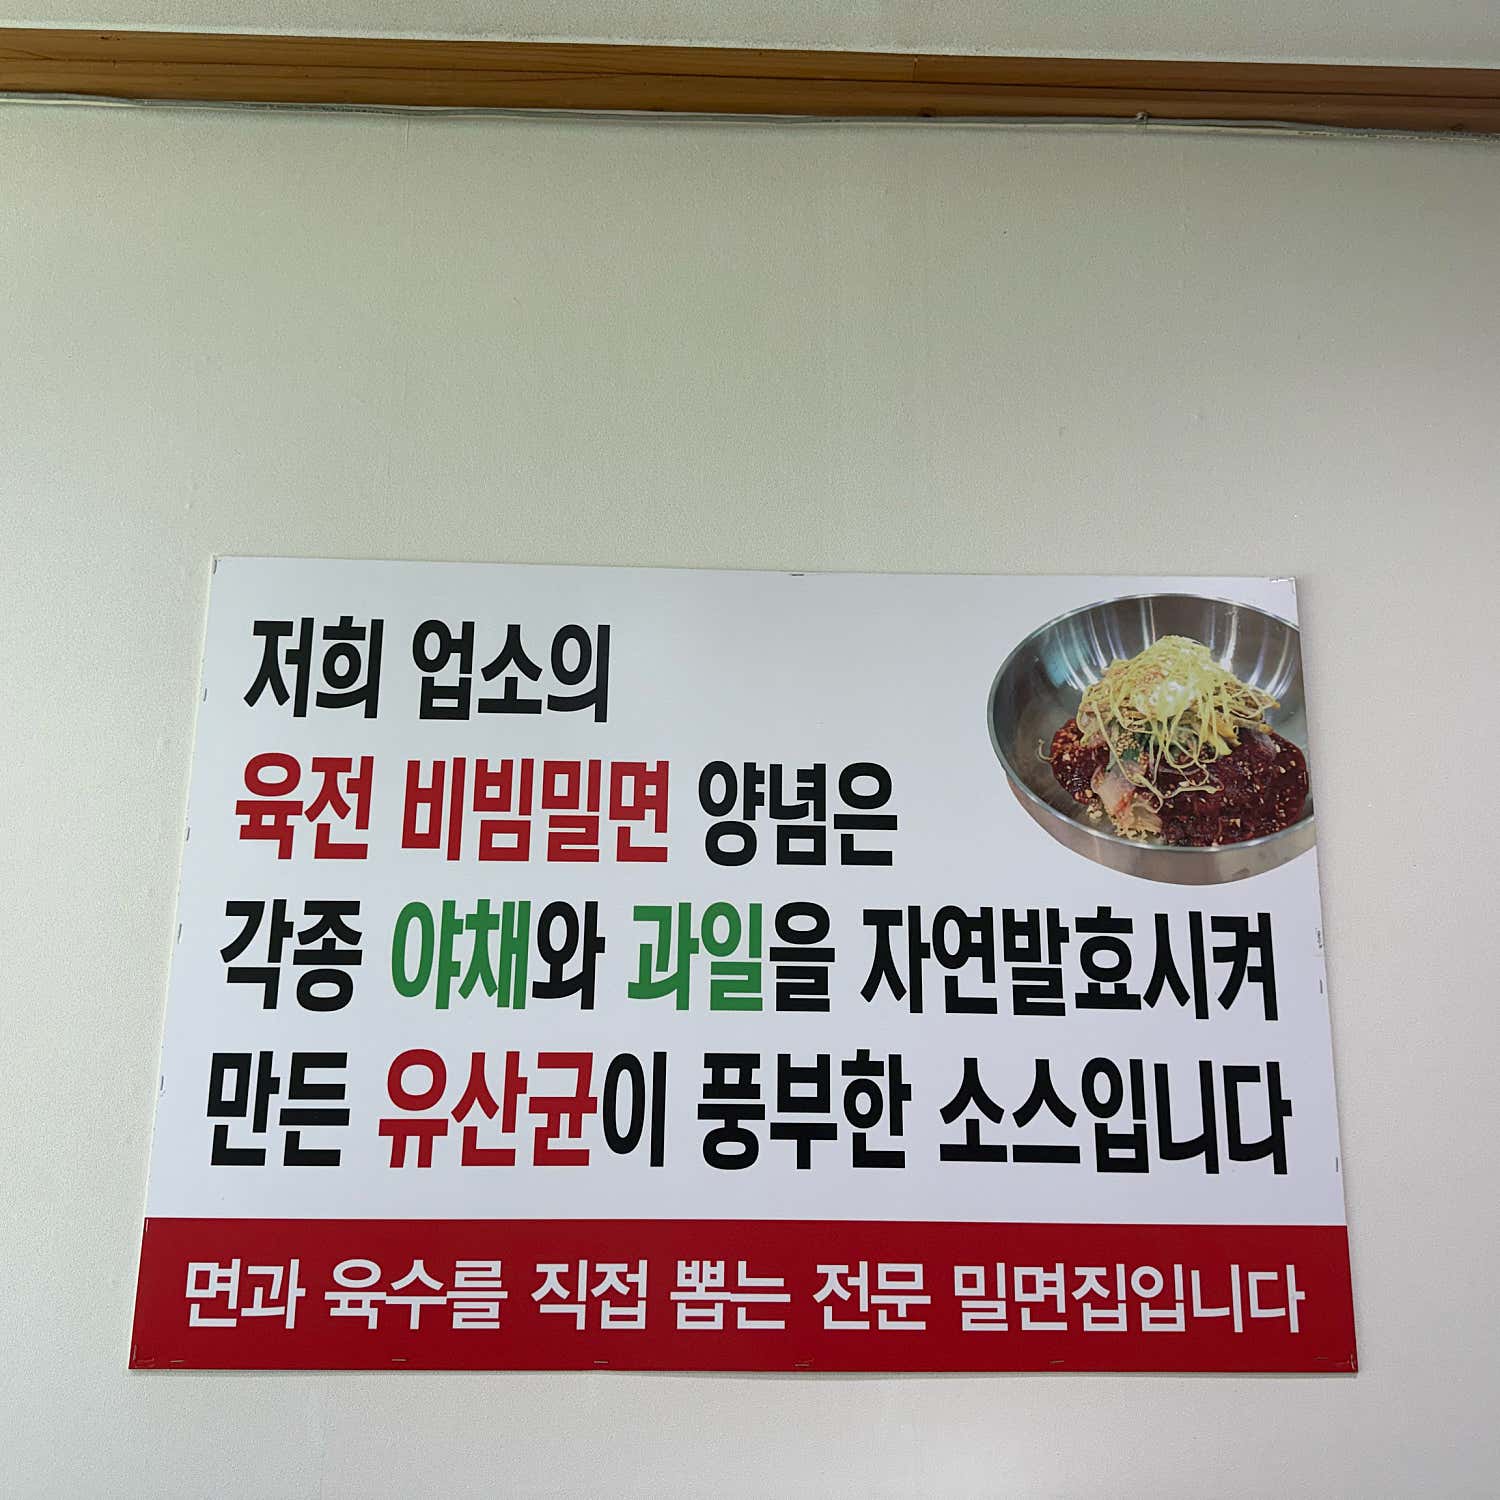 저희 업소의
육전 비빔밀면 양념은
각종 야채와 과일을 자연발효시켜
만든 유산균이 풍부한 소스입니다
면과 육수를 직접 뽑는 전문 밀면집입니다